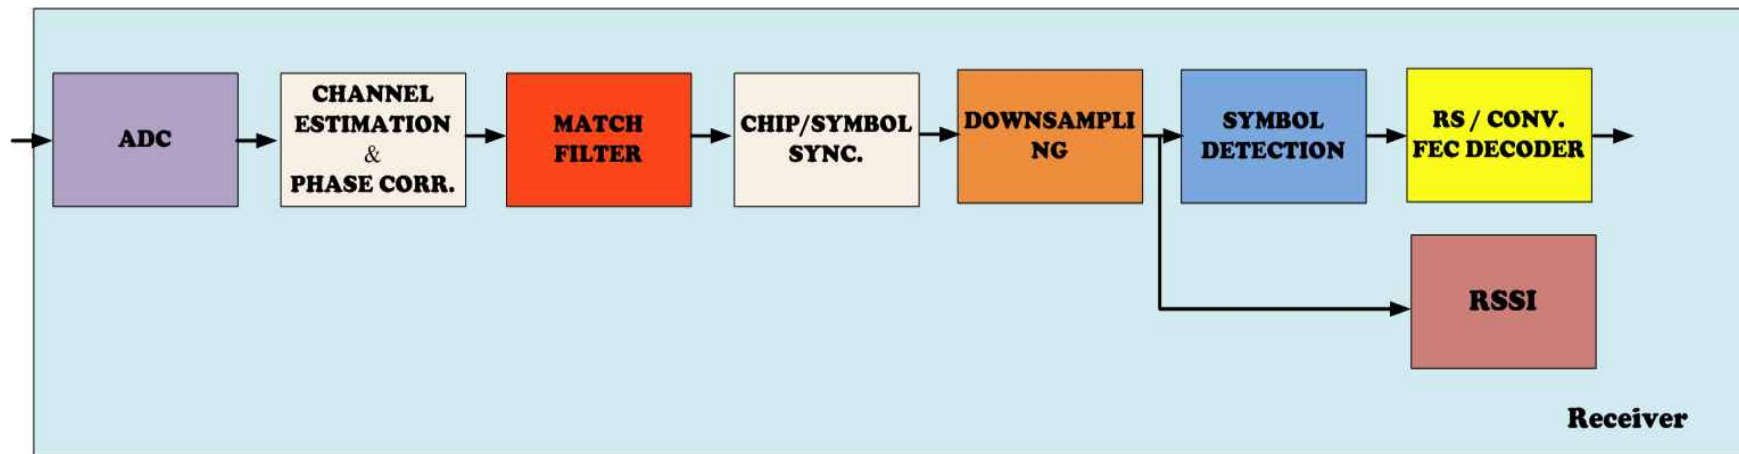 ADC
CHANNEL
ESTIMATION
&
PHASE CORR.
MATCH
FILTER
CHIP/SYMBOL
SYNC.
DOWNSAMPLI
NG
SYMBOL
DETECTION
RS / CONV.
FEC DECODER
RSSI
Receiver